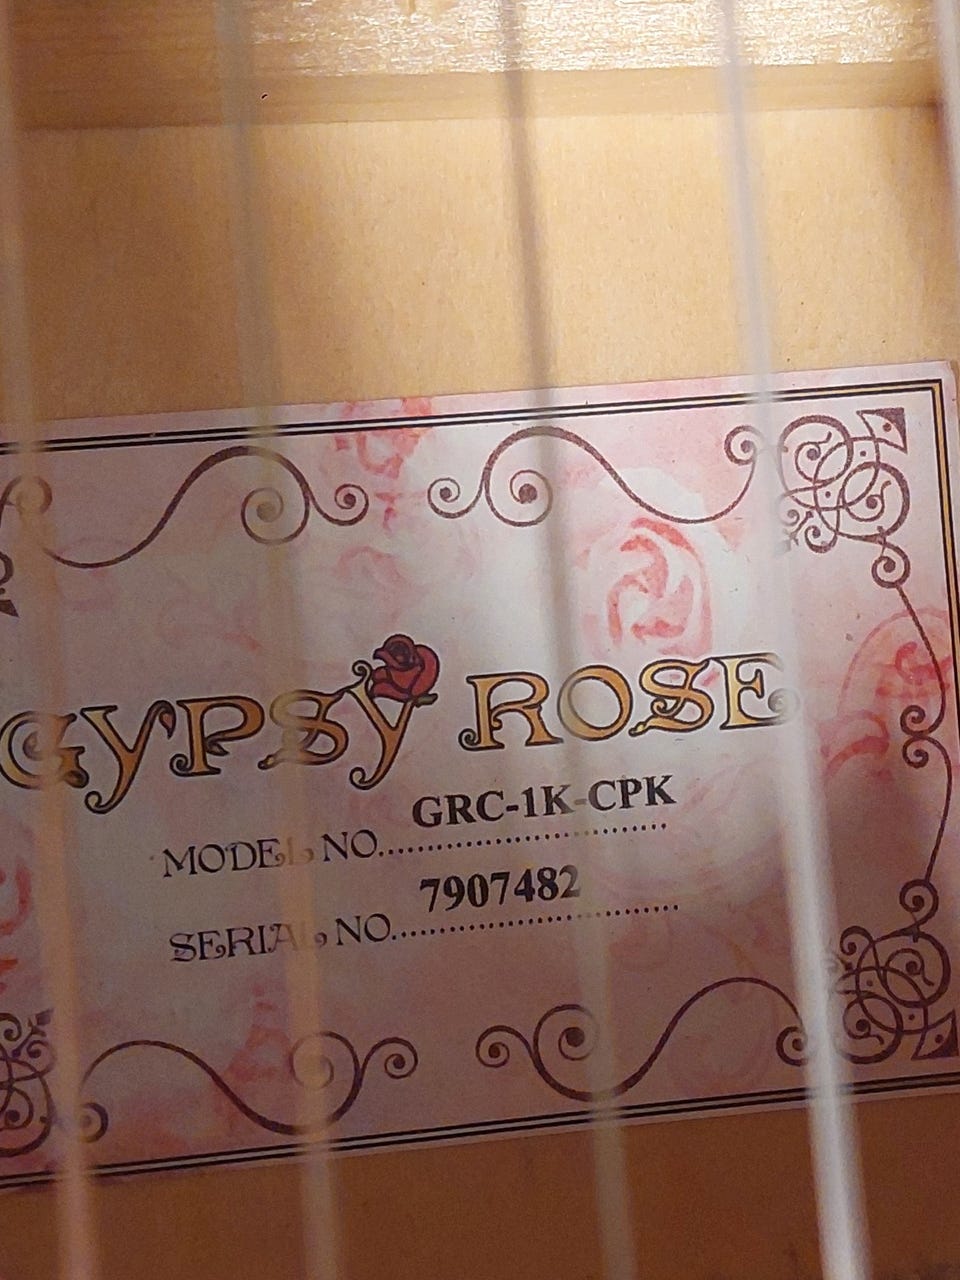 GYPSY ROSE
MODEL NO. GRC-1K-CPK
SERIAL NO. 7907482